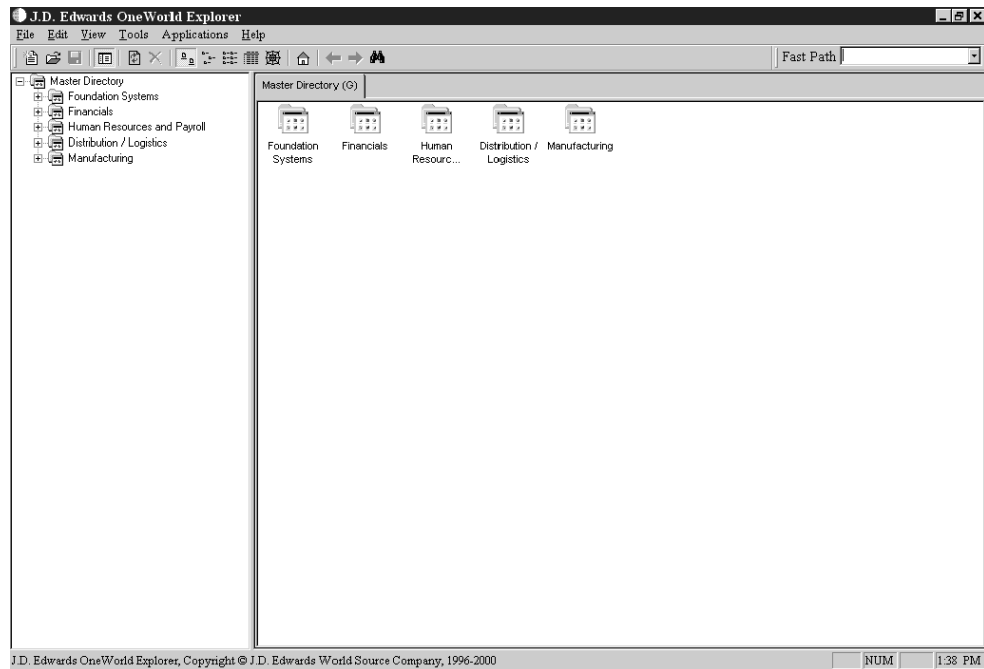 J.D. Edwards OneWorld Explorer
File Edit View Tools Applications Help
Fast Path
Master Directory
Foundation Systems
Financials
Human Resources and Payroll
Distribution / Logistics
Manufacturing
Master Directory (G)
Foundation Systems
Financials
Human Resourc...
Distribution / Logistics
Manufacturing
J.D. Edwards OneWorld Explorer, Copyright © J.D. Edwards World Source Company, 1996-2000
NUM
1:38 PM